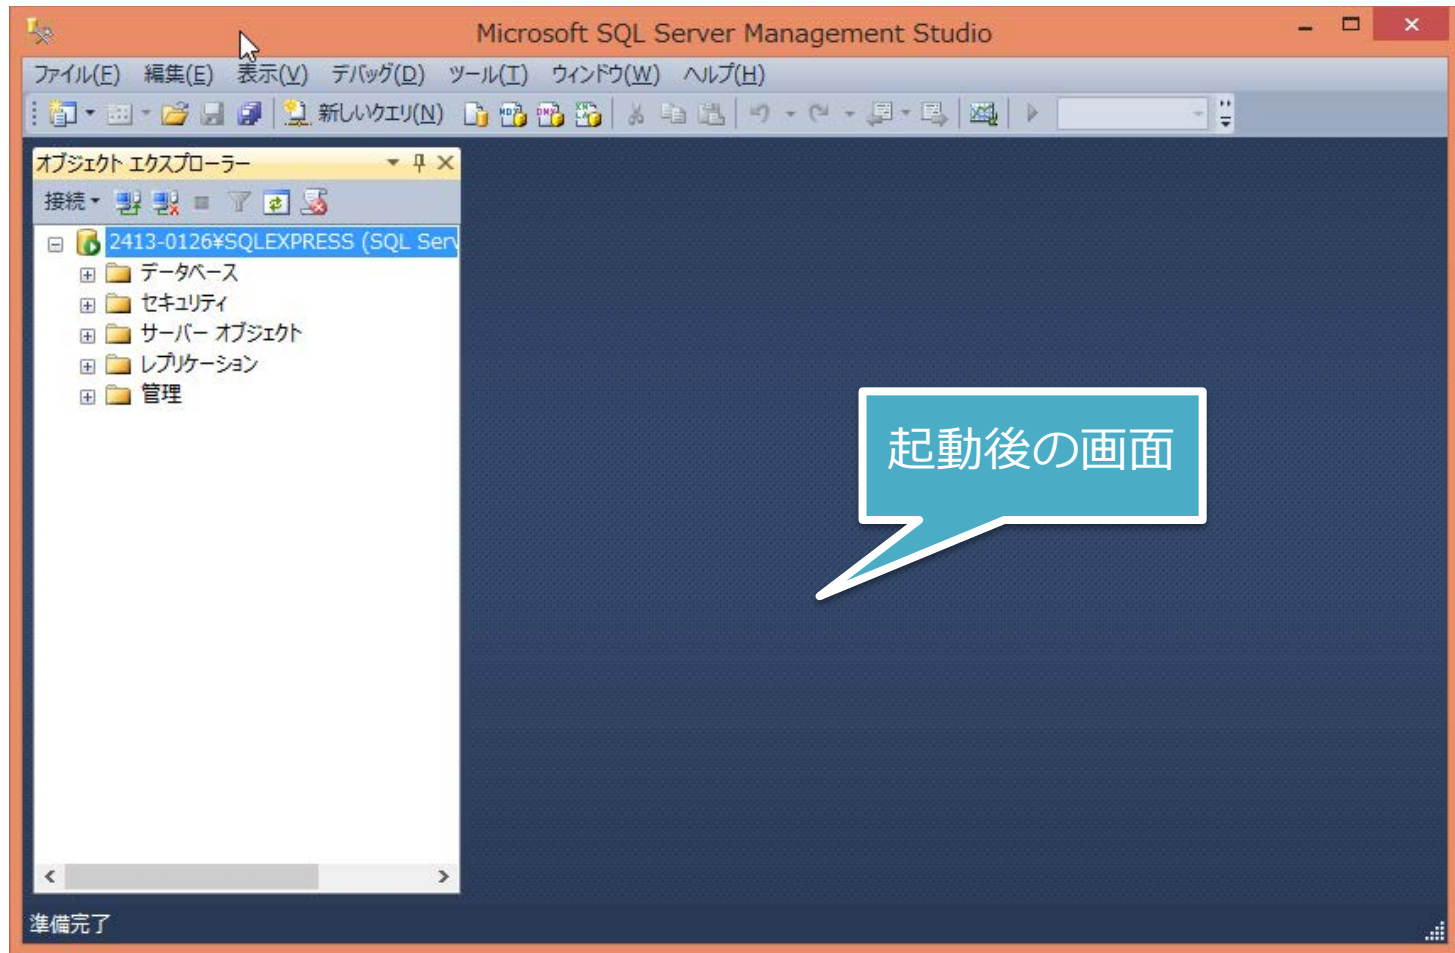 Microsoft SQL Server Management Studio
ファイル(F) 編集(E) 表示(V) デバッグ(D) ツール(T) ウィンドウ(W) ヘルプ(H)
新しいクエリ(N)
オブジェクト エクスプローラー
接続
2413-0126¥SQLEXPRESS (SQL Serv
データベース
セキュリティ
サーバー オブジェクト
レプリケーション
管理
起動後の画面
準備完了